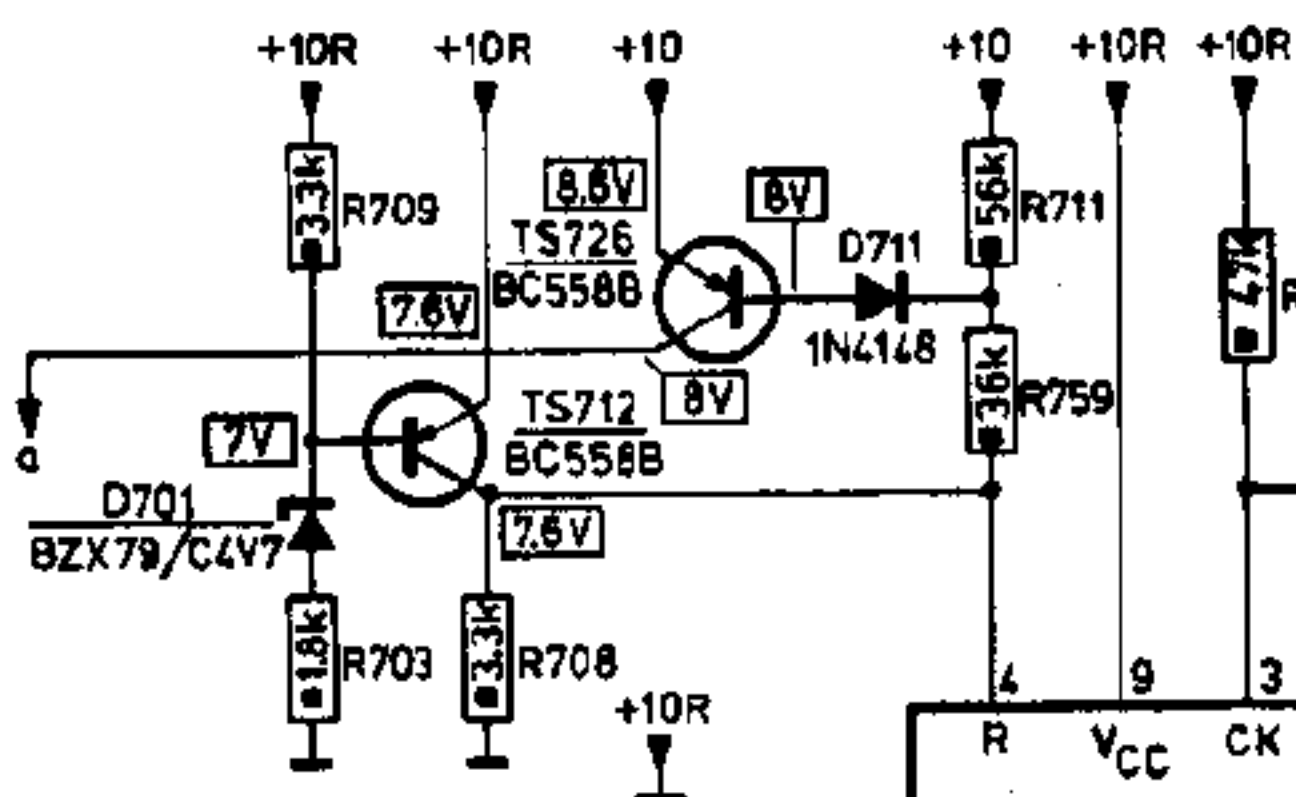 +10R +10R +10 +10 +10R +10R
3.3k R709
8.6V
8V
56k R711
TS726
BC558B
D711
1N4148
47K
R
7.6V
36k R759
8V
TS712
BC558B
7V
a
D701
BZX79/C4V7
7.6V
1.8k R703
3.3k R708
+10R
4 9 3
R VCC CK